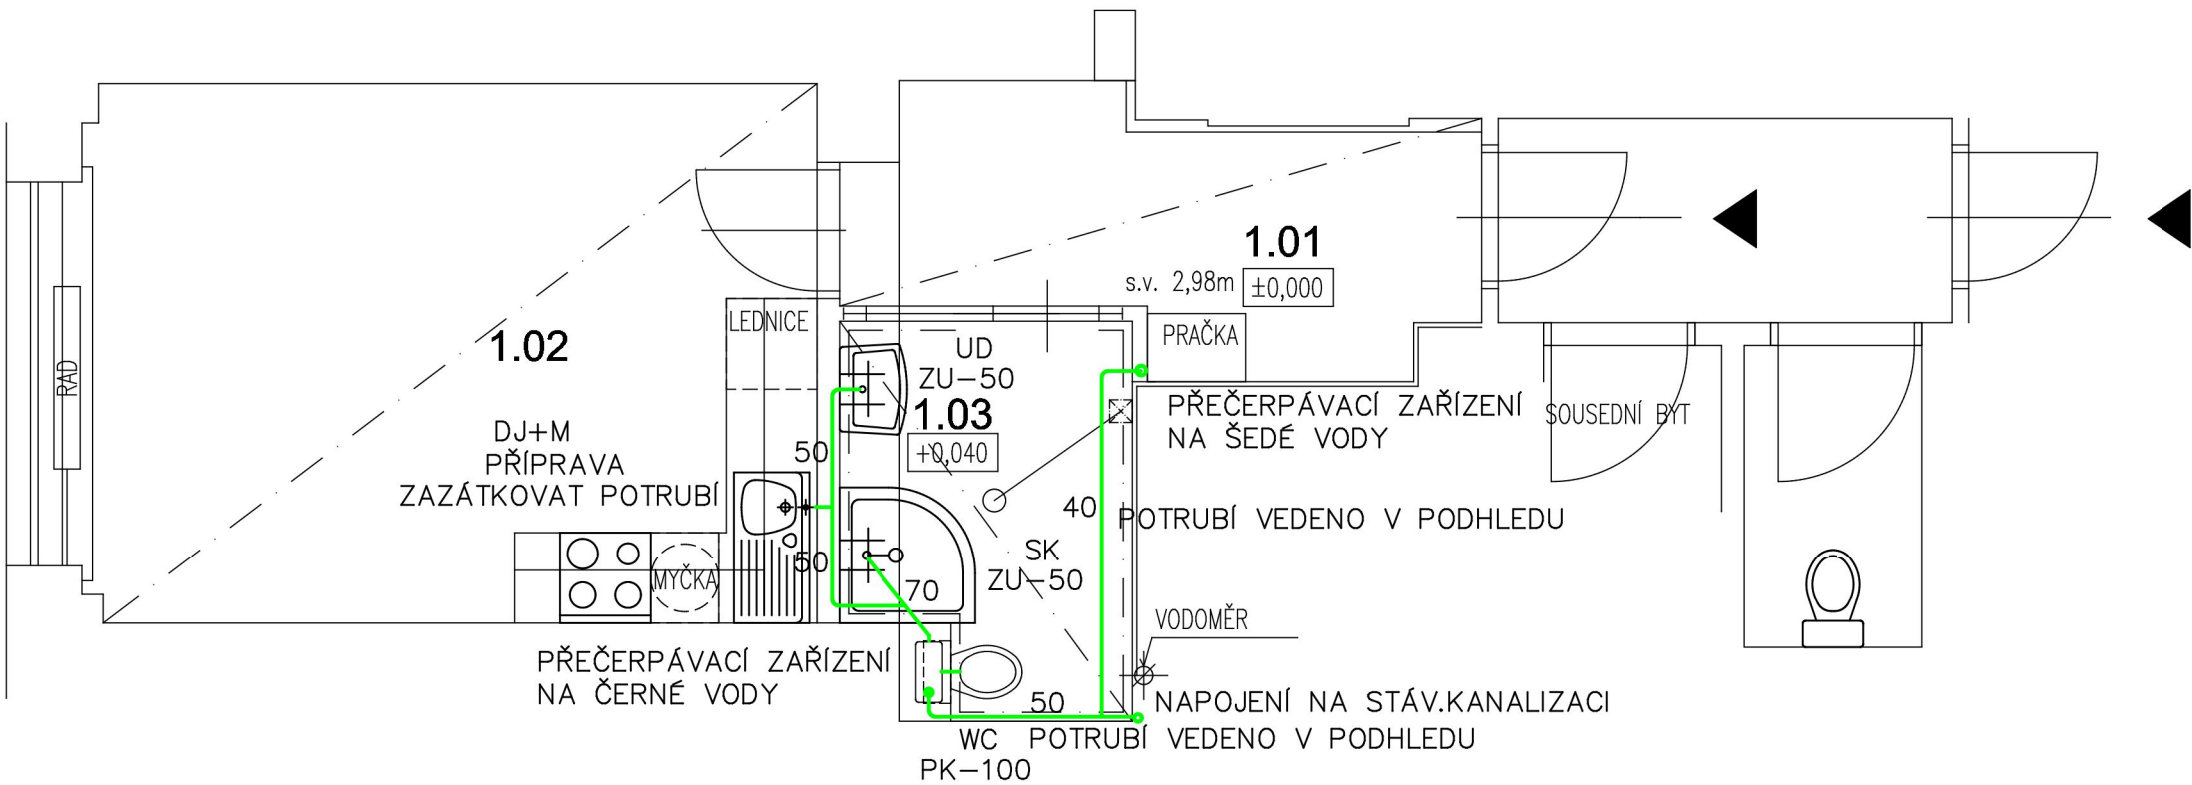 1.01
s.v. 2,98m
±0,000
LEDNICE
PRAČKA
1.02
RAD
UD
ZU-50
1.03
+0,040
PŘEČERPÁVACÍ ZAŘÍZENÍ
NA ŠEDÉ VODY
SOUSEDNÍ BYT
DJ+M
PŘÍPRAVA
ZAZÁTKOVAT POTRUBÍ
50
40
POTRUBÍ VEDENO V PODHLEDU
SK
ZU-50
50
70
MYČKA
VODOMĚR
PŘEČERPÁVACÍ ZAŘÍZENÍ
NA ČERNÉ VODY
50
NAPOJENÍ NA STÁV.KANALIZACI
WC
POTRUBÍ VEDENO V PODHLEDU
PK-100